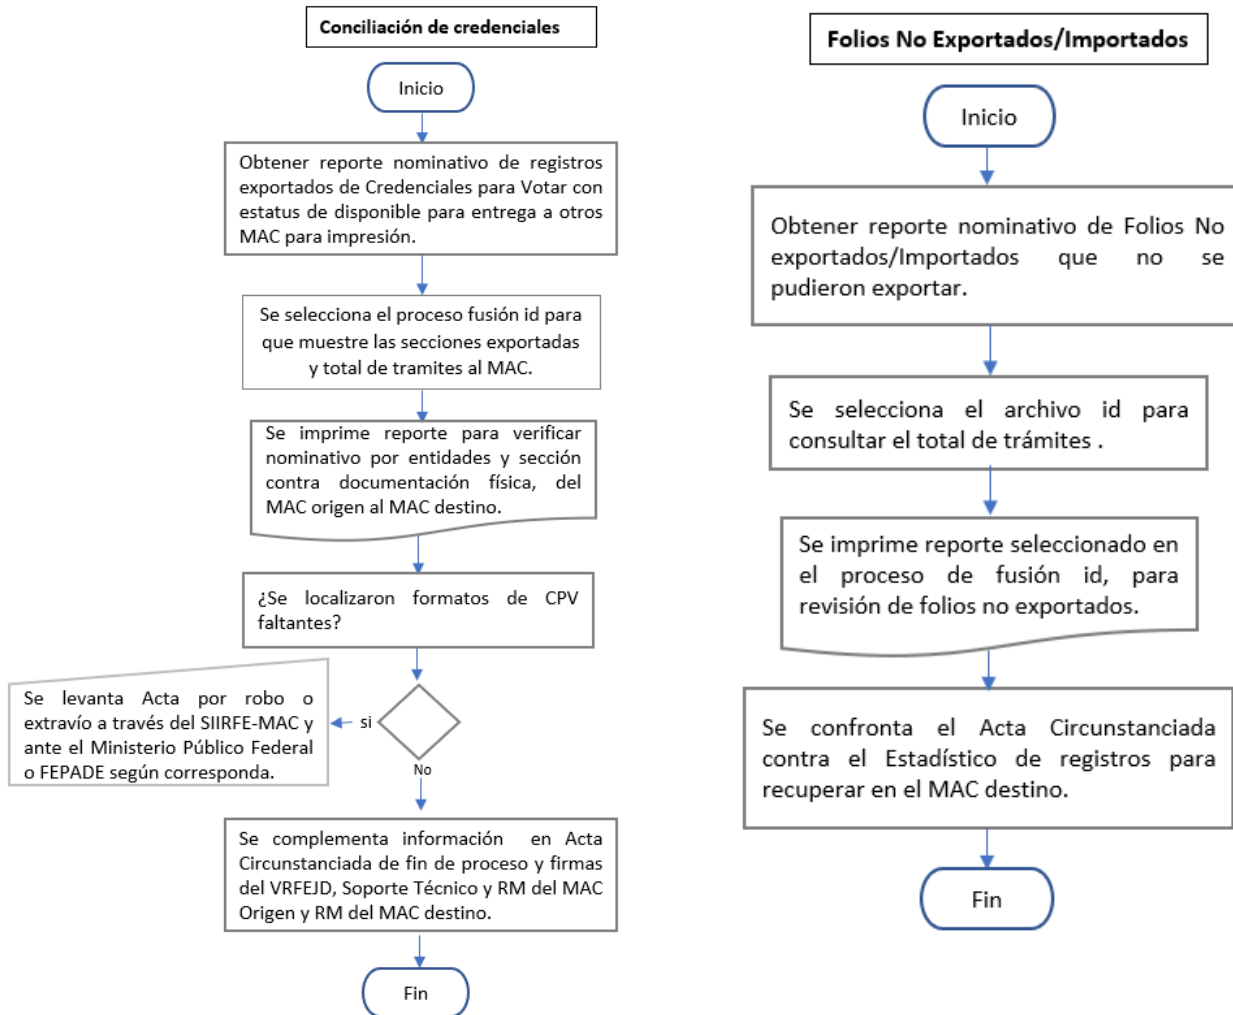 Conciliación de credenciales
Inicio
Obtener reporte nominativo de registros
exportados de Credenciales para Votar con
estatus de disponible para entrega a otros
MAC para impresión.
Se selecciona el proceso fusión id para
que muestre las secciones exportadas
y total de tramites al MAC.
Se imprime reporte para verificar
nominativo por entidades y sección
contra documentación física, del
MAC origen al MAC destino.
¿Se localizaron formatos de CPV
faltantes?
si
Se levanta Acta por robo o
extravío a través del SIIRFE-MAC y
ante el Ministerio Público Federal
o FEPADE según corresponda.
No
Se complementa información en Acta
Circunstanciada de fin de proceso y firmas
del VRFEJD, Soporte Técnico y RM del MAC
Origen y RM del MAC destino.
Fin
Folios No Exportados/Importados
Inicio
Obtener reporte nominativo de Folios No
exportados/Importados que no se
pudieron exportar.
Se selecciona el archivo id para
consultar el total de trámites .
Se imprime reporte seleccionado en
el proceso de fusión id, para
revisión de folios no exportados.
Se confronta el Acta Circunstanciada
contra el Estadístico de registros para
recuperar en el MAC destino.
Fin